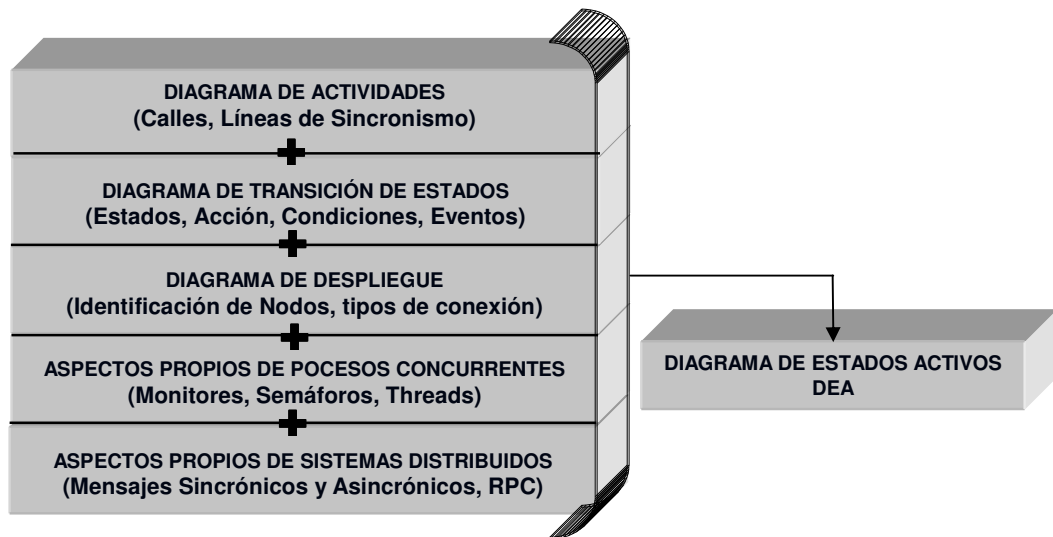 DIAGRAMA DE ACTIVIDADES
(Calles, Líneas de Sincronismo)
DIAGRAMA DE TRANSICIÓN DE ESTADOS
(Estados, Acción, Condiciones, Eventos)
DIAGRAMA DE DESPLIEGUE
(Identificación de Nodos, tipos de conexión)
ASPECTOS PROPIOS DE POCESOS CONCURRENTES
(Monitores, Semáforos, Threads)
ASPECTOS PROPIOS DE SISTEMAS DISTRIBUIDOS
(Mensajes Sincrónicos y Asincrónicos, RPC)
DIAGRAMA DE ESTADOS ACTIVOS
DEA